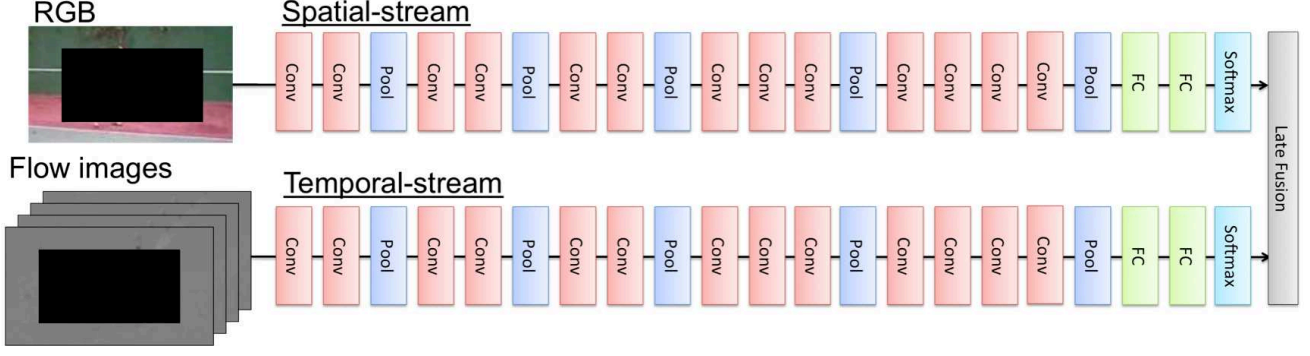 RGB
Spatial-stream
Conv
Conv
Pool
Conv
Conv
Pool
Conv
Conv
Pool
Conv
Conv
Conv
Pool
Conv
Conv
Conv
Conv
Pool
FC
FC
Softmax
Late Fusion
Flow images
Temporal-stream
Conv
Conv
Pool
Conv
Conv
Pool
Conv
Conv
Pool
Conv
Conv
Conv
Pool
Conv
Conv
Conv
Conv
Pool
FC
FC
Softmax